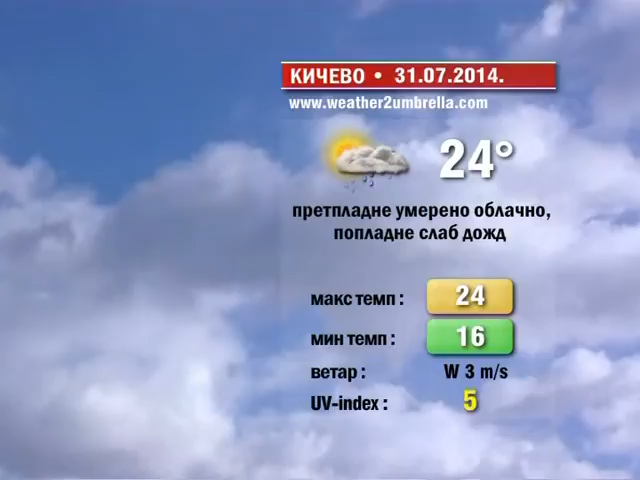 КИЧЕВО • 31.07.2014.
www.weather2umbrella.com
24°
претпладне умерено облачно,
попладне слаб дожд
макс темп : 24
мин темп : 16
ветар : W 3 m/s
UV-index : 5